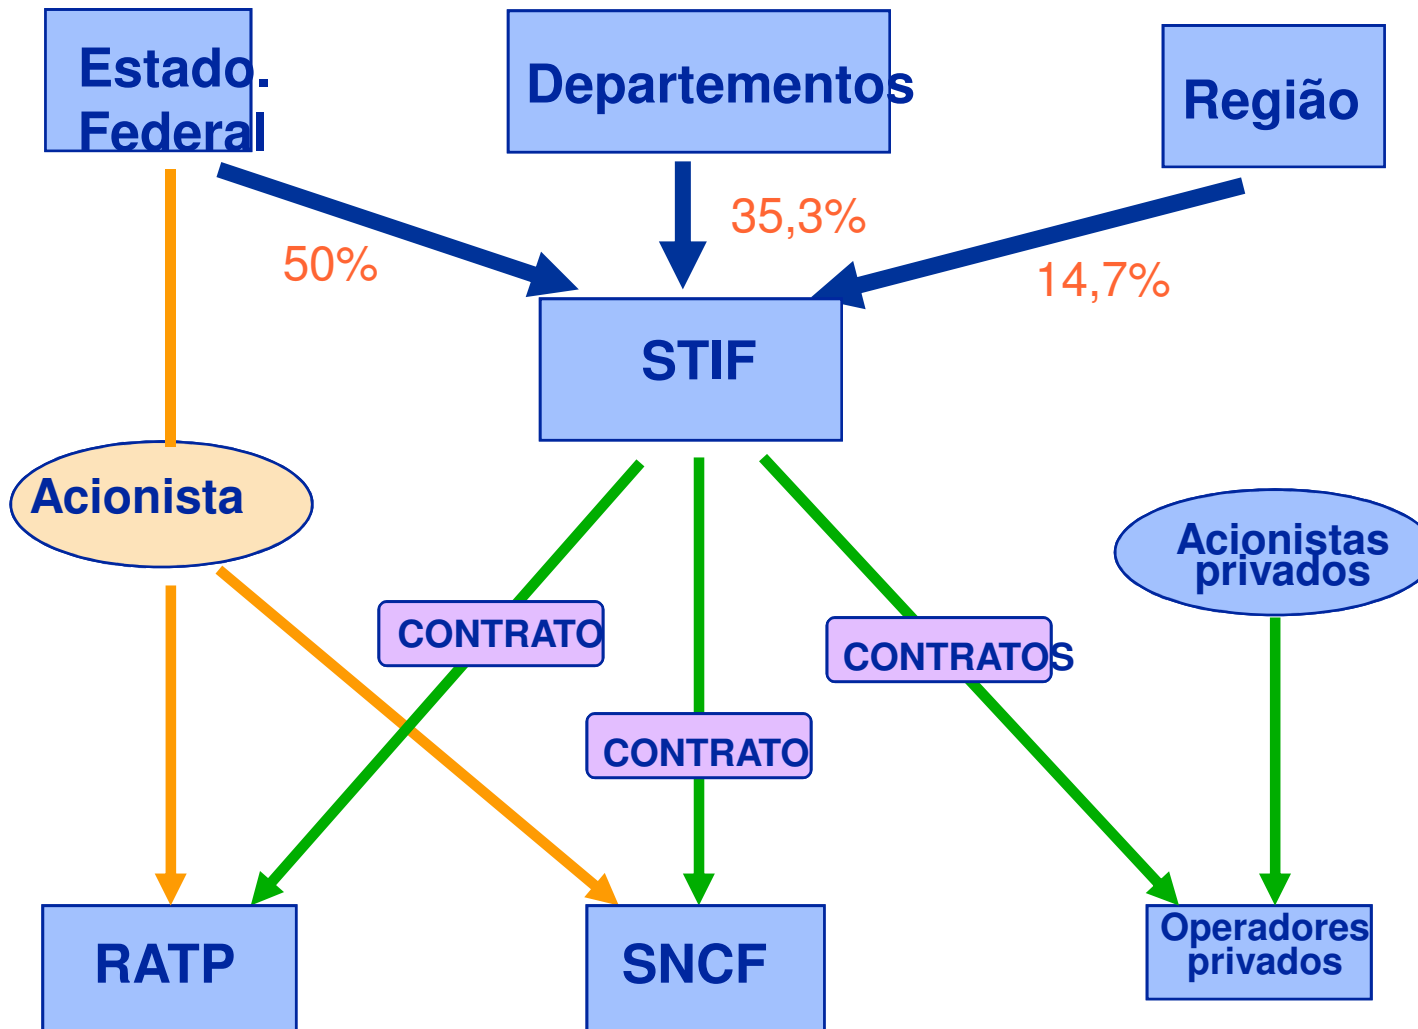 Estado.
Federal
Departementos
Região
50%
35,3%
14,7%
STIF
Acionista
Acionistas
privados
CONTRATO
CONTRATOS
CONTRATO
RATP
SNCF
Operadores
privados